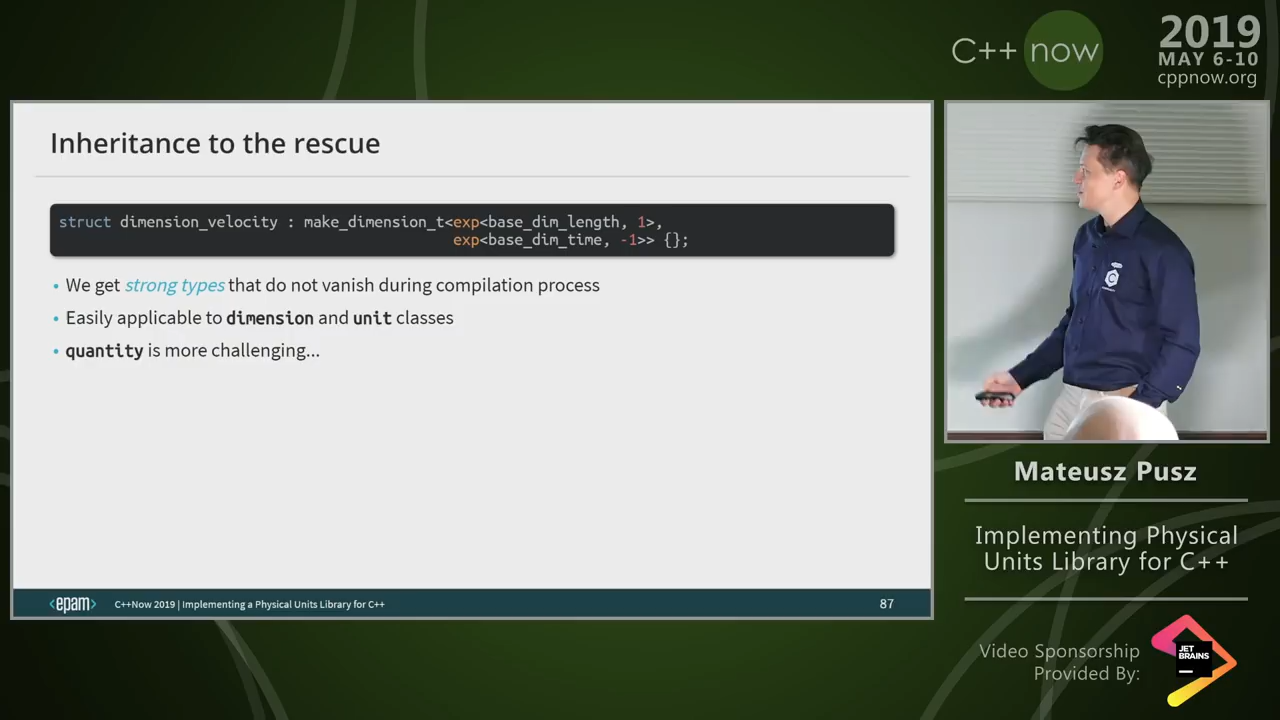 C++ now
2019
MAY 6-10
cppnow.org
Inheritance to the rescue
struct dimension_velocity : make_dimension_t<exp<base_dim_length, 1>,
exp<base_dim_time, -1>> {};
• We get strong types that do not vanish during compilation process
• Easily applicable to dimension and unit classes
• quantity is more challenging...
<epam>
C++Now 2019 | Implementing a Physical Units Library for C++
87
Mateusz Pusz
Implementing Physical
Units Library for C++
Video Sponsorship
Provided By:
JET
BRAINS